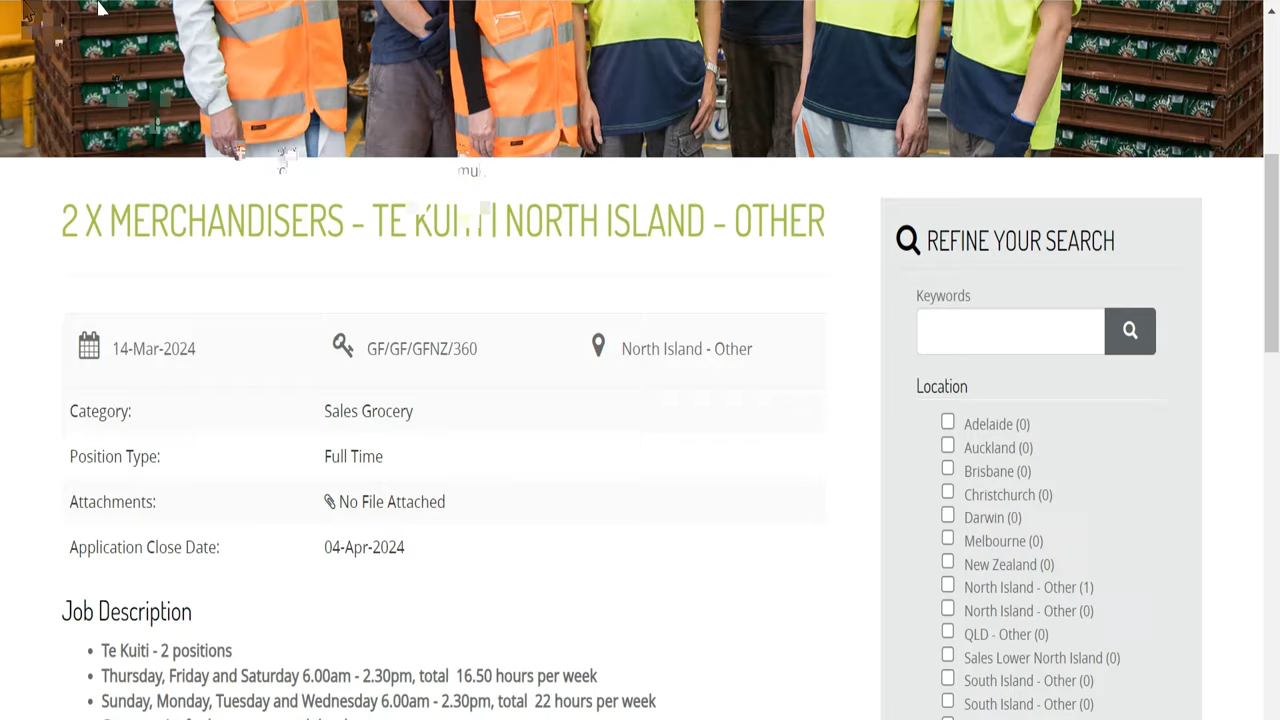 2 X MERCHANDISERS - TE KUITI | NORTH ISLAND - OTHER
14-Mar-2024 GF/GF/GFNZ/360 North Island - Other
Category: Sales Grocery
Position Type: Full Time
Attachments: No File Attached
Application Close Date: 04-Apr-2024
Job Description
• Te Kuiti - 2 positions
• Thursday, Friday and Saturday 6.00am - 2.30pm, total 16.50 hours per week
• Sunday, Monday, Tuesday and Wednesday 6.00am - 2.30pm, total 22 hours per week
REFINE YOUR SEARCH
Keywords
Location
Adelaide (0)
Auckland (0)
Brisbane (0)
Christchurch (0)
Darwin (0)
Melbourne (0)
New Zealand (0)
North Island - Other (1)
North Island - Other (0)
QLD - Other (0)
Sales Lower North Island (0)
South Island - Other (0)
South Island - Other (0)